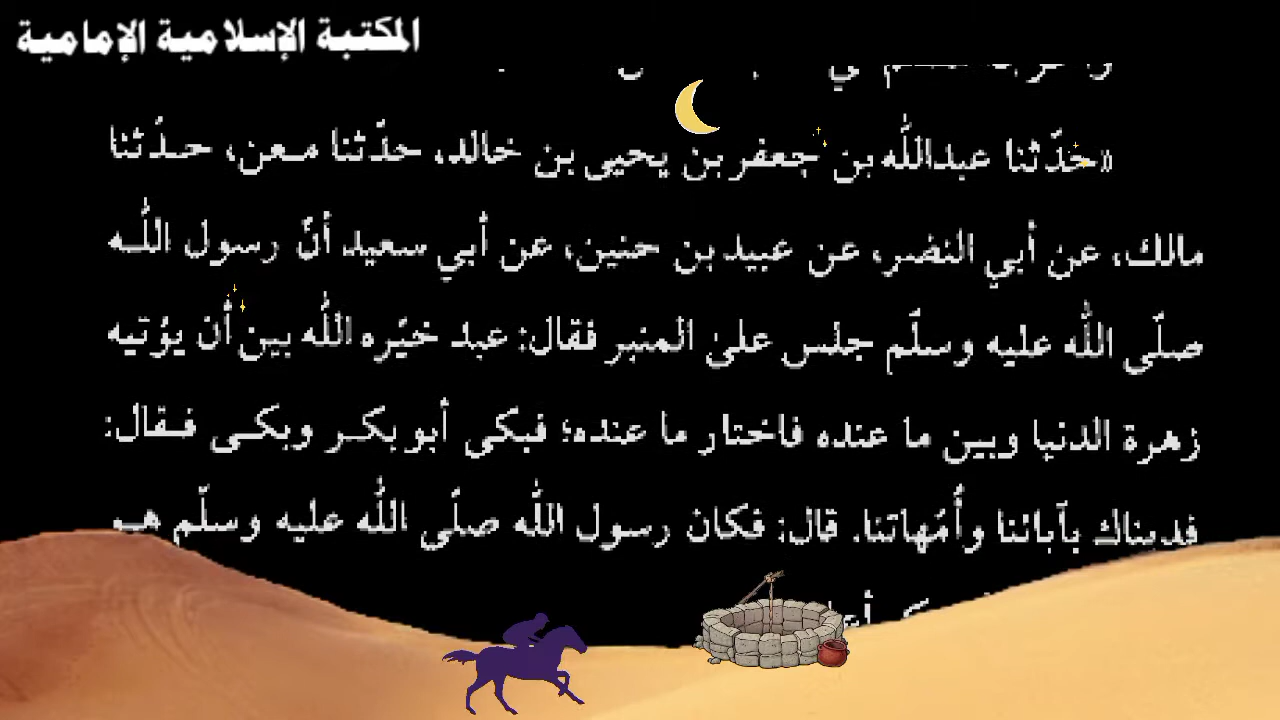 المكتبة الإسلامية الإمامية
«حدّثنا عبدالله بن جعفر بن يحيى بن خالد، حدّثنا معن، حدّثنا
مالك، عن أبي النضر، عن عبيد بن حنين، عن أبي سعيد أنّ رسول الله
صلّى الله عليه وسلّم جلس على المنبر فقال: عبد خيّره الله بين أن يؤتيه
زهرة الدنيا وبين ما عنده فاختار ما عنده؛ فبكى أبو بكر وبكى فقال:
فديناك بآبائنا وأُمّهاتنا. قال: فكان رسول الله صلّى الله عليه وسلّم هو